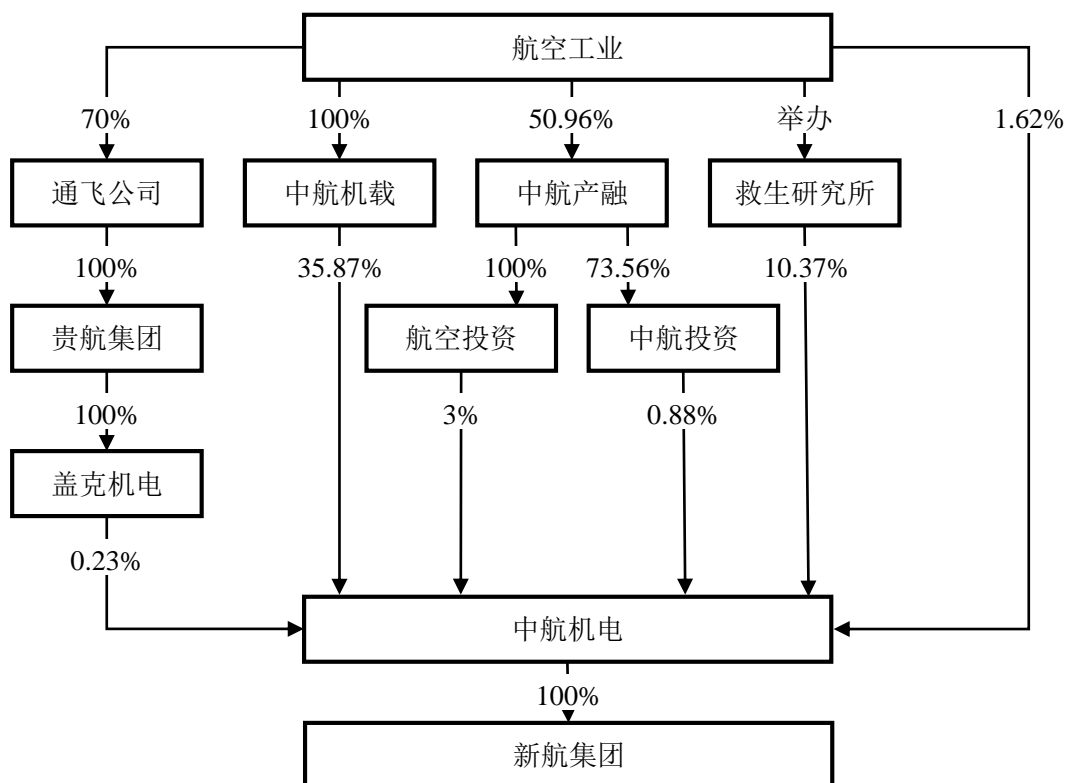 航空工业
70%
100%
50.96%
举办
1.62%
通飞公司
中航机载
中航产融
救生研究所
100%
35.87%
100%
73.56%
10.37%
贵航集团
航空投资
中航投资
100%
3%
0.88%
盖克机电
0.23%
中航机电
100%
新航集团